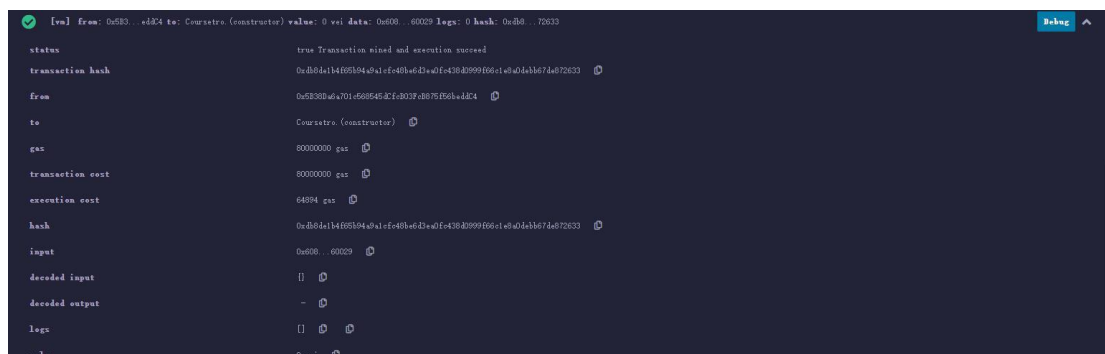 [vm] from: 0x5B3...eddC4 to: Coursetro.(constructor) value: 0 wei data: 0x608...60029 logs: 0 hash: 0xdb8...72633 Debug
status true Transaction mined and execution succeed
transaction hash 0xdb8de1b4f65b94a9a1cfc48be6d3ea0fc438d0999f66c1e8a0debb67de872633
from 0x5B38Da6a701c568545dCfcB03FcB875f56beddC4
to Coursetro.(constructor)
gas 80000000 gas
transaction cost 80000000 gas
execution cost 64894 gas
hash 0xdb8de1b4f65b94a9a1cfc48be6d3ea0fc438d0999f66c1e8a0debb67de872633
input 0x608...60029
decoded input {}
decoded output -
logs []